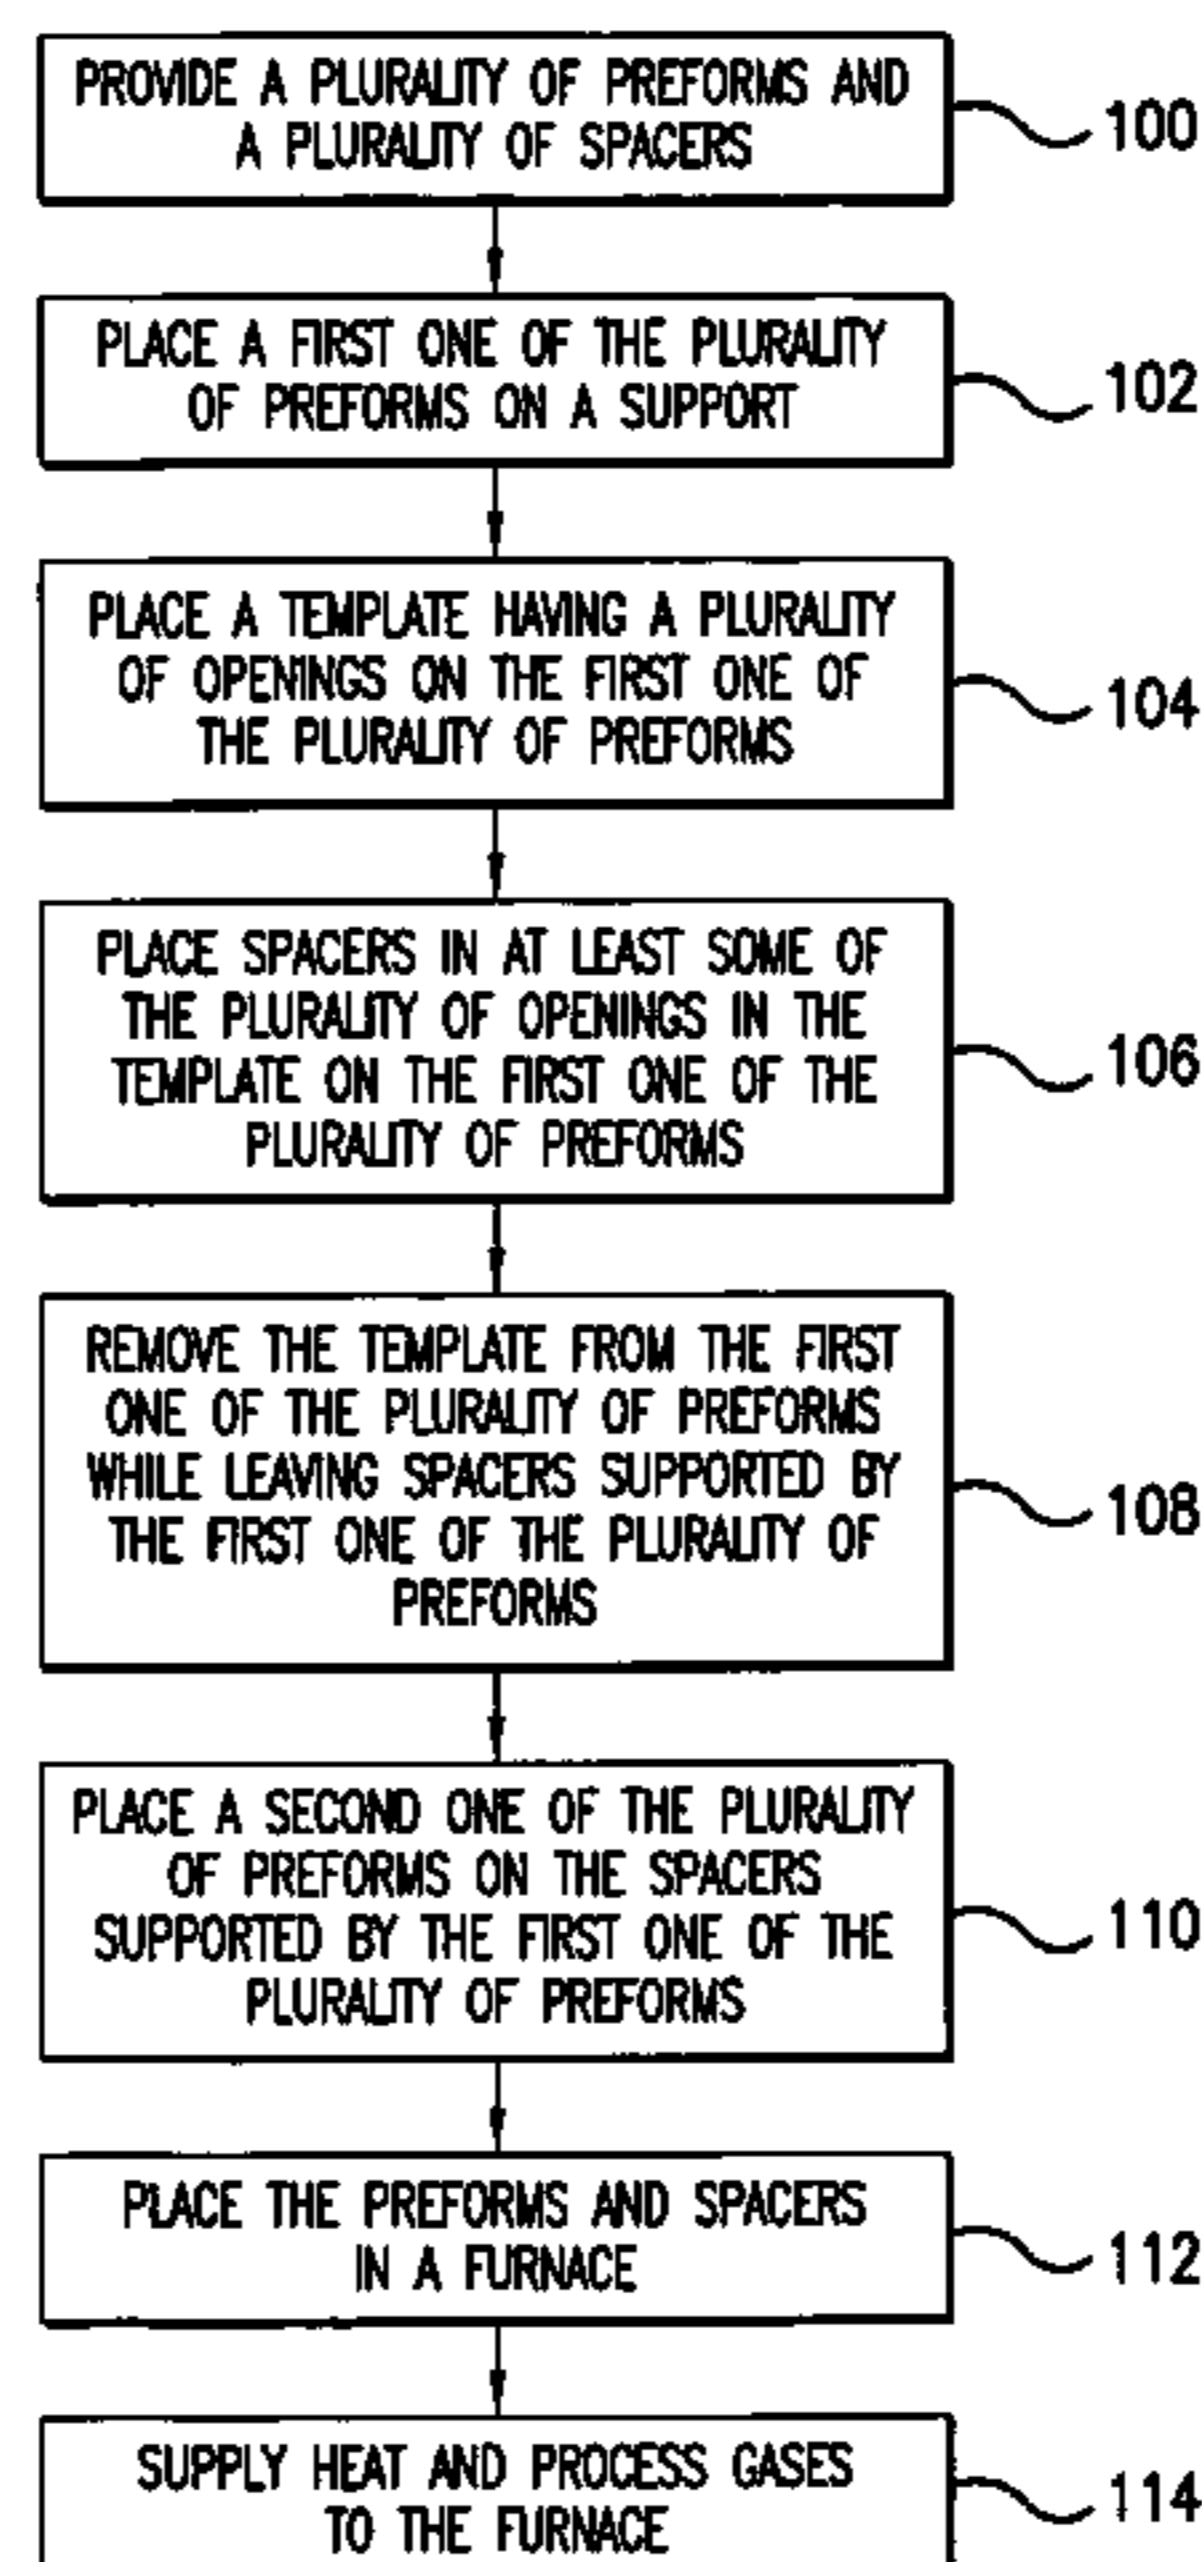 PROVIDE A PLURALITY OF PREFORMS AND
A PLURALITY OF SPACERS
100
PLACE A FIRST ONE OF THE PLURALITY
OF PREFORMS ON A SUPPORT
102
PLACE A TEMPLATE HAVING A PLURALITY
OF OPENINGS ON THE FIRST ONE OF
THE PLURALITY OF PREFORMS
104
PLACE SPACERS IN AT LEAST SOME OF
THE PLURALITY OF OPENINGS IN THE
TEMPLATE ON THE FIRST ONE OF THE
PLURALITY OF PREFORMS
106
REMOVE THE TEMPLATE FROM THE FIRST
ONE OF THE PLURALITY OF PREFORMS
WHILE LEAVING SPACERS SUPPORTED BY
THE FIRST ONE OF THE PLURALITY OF
PREFORMS
108
PLACE A SECOND ONE OF THE PLURALITY
OF PREFORMS ON THE SPACERS
SUPPORTED BY THE FIRST ONE OF THE
PLURALITY OF PREFORMS
110
PLACE THE PREFORMS AND SPACERS
IN A FURNACE
112
SUPPLY HEAT AND PROCESS GASES
TO THE FURNACE
114